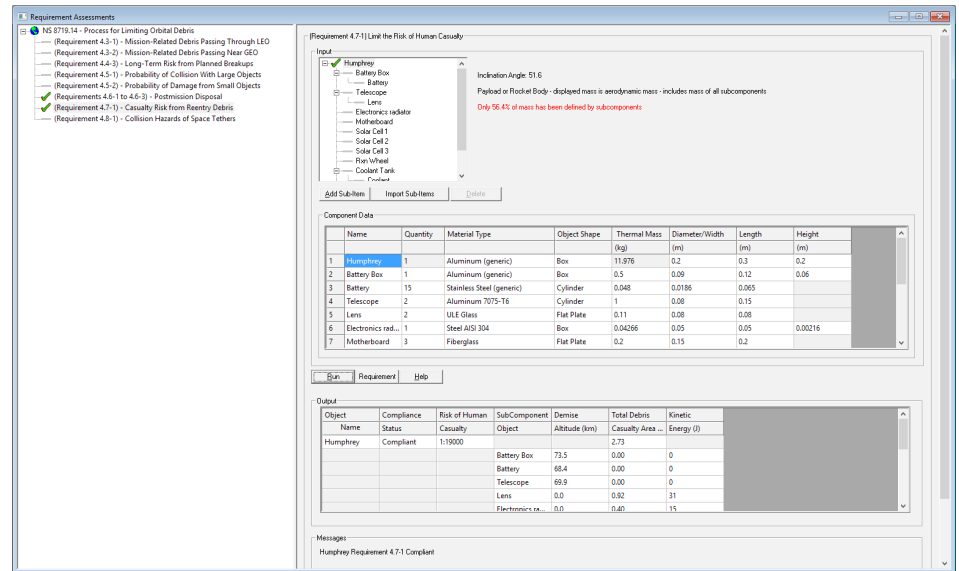 Requirement Assessments
NS 8719.14 - Process for Limiting Orbital Debris
(Requirement 4.3-1) - Mission-Related Debris Passing Through LEO
(Requirement 4.3-2) - Mission-Related Debris Passing Near GEO
(Requirement 4.4-3) - Long-Term Risk from Planned Breakups
(Requirement 4.5-1) - Probability of Collision With Large Objects
(Requirement 4.5-2) - Probability of Damage from Small Objects
(Requirements 4.6-1 to 4.6-3) - Postmission Disposal
(Requirement 4.7-1) - Casualty Risk from Reentry Debris
(Requirement 4.8-1) - Collision Hazards of Space Tethers
(Requirement 4.7-1) Limit the Risk of Human Casualty
Input
Humphrey
Battery Box
Battery
Telescope
Lens
Electronics radiator
Motherboard
Solar Cell 1
Solar Cell 2
Solar Cell 3
Rxn Wheel
Coolant Tank
Coolant
Inclination Angle: 51.6
Payload or Rocket Body - displayed mass is aerodynamic mass - includes mass of all subcomponents
Only 56.4% of mass has been defined by subcomponents
Add Sub-Item Import Sub-Items Delete
Component Data
Name Quantity Material Type Object Shape Thermal Mass Diameter/Width Length Height
(kg) (m) (m) (m)
1 Humphrey 1 Aluminum (generic) Box 11.976 0.2 0.3 0.2
2 Battery Box 1 Aluminum (generic) Box 0.5 0.09 0.12 0.06
3 Battery 15 Stainless Steel (generic) Cylinder 0.048 0.0186 0.065
4 Telescope 2 Aluminum 7075-T6 Cylinder 1 0.08 0.15
5 Lens 2 ULE Glass Flat Plate 0.11 0.08 0.08
6 Electronics rad... 1 Steel AISI 304 Box 0.04266 0.05 0.05 0.00216
7 Motherboard 3 Fiberglass Flat Plate 0.2 0.15 0.2
Run Requirement Help
Output
Object Compliance Risk of Human SubComponent Demise Total Debris Kinetic
Name Status Casualty Object Altitude (km) Casualty Area ... Energy (J)
Humphrey Compliant 1:19000 2.73
Battery Box 73.5 0.00 0
Battery 68.4 0.00 0
Telescope 69.9 0.00 0
Lens 0.0 0.92 31
Electronics ra... 0.0 0.40 15
Messages
Humphrey Requirement 4.7-1 Compliant